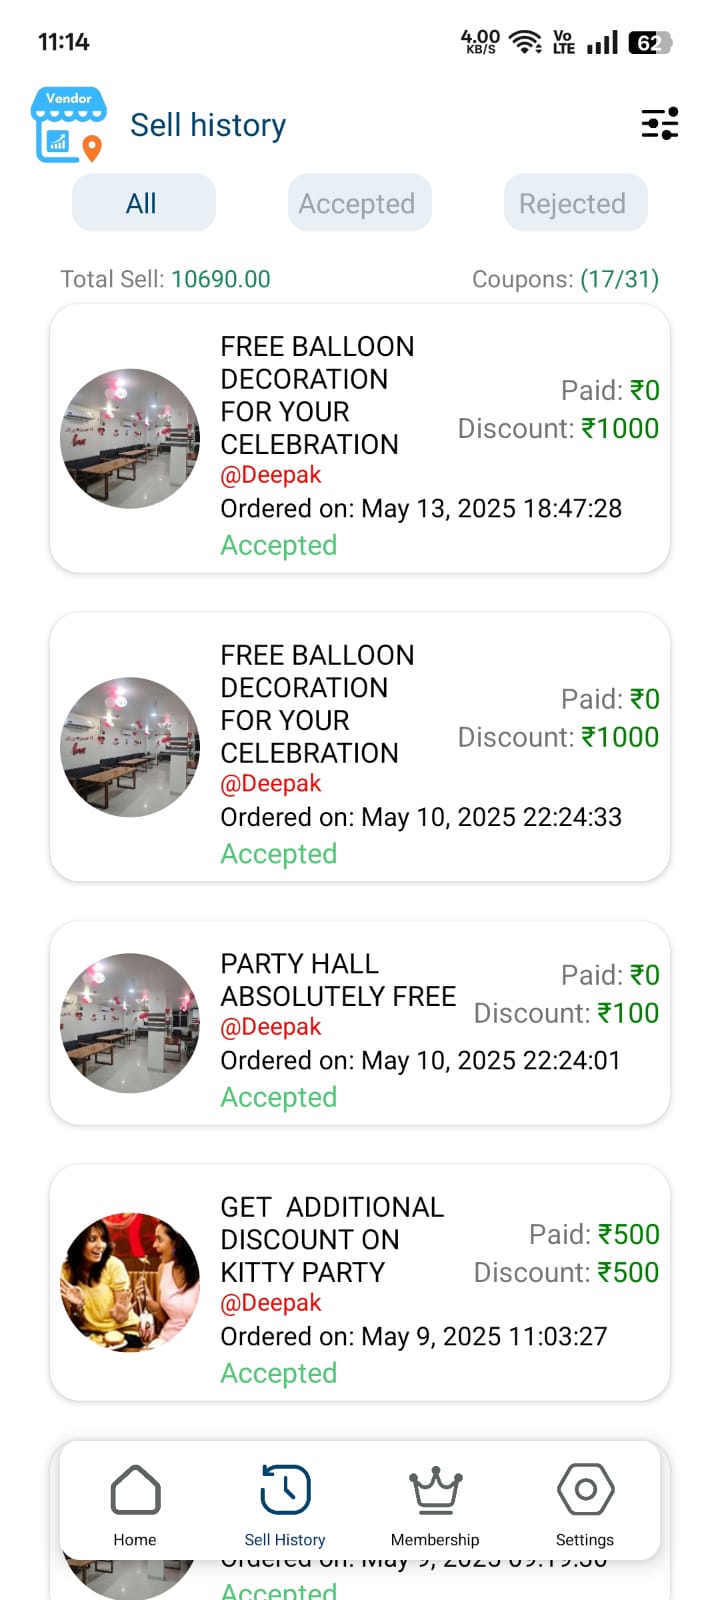 11:14
4.00 KB/S
Vo LTE
62
Vendor
Sell history
All
Accepted
Rejected
Total Sell: 10690.00
Coupons: (17/31)
FREE BALLOON
DECORATION
FOR YOUR
CELEBRATION
@Deepak
Paid: ₹0
Discount: ₹1000
Ordered on: May 13, 2025 18:47:28
Accepted
FREE BALLOON
DECORATION
FOR YOUR
CELEBRATION
@Deepak
Paid: ₹0
Discount: ₹1000
Ordered on: May 10, 2025 22:24:33
Accepted
PARTY HALL
ABSOLUTELY FREE
@Deepak
Paid: ₹0
Discount: ₹100
Ordered on: May 10, 2025 22:24:01
Accepted
GET  ADDITIONAL
DISCOUNT ON
KITTY PARTY
@Deepak
Paid: ₹500
Discount: ₹500
Ordered on: May 9, 2025 11:03:27
Accepted
Home
Sell History
Membership
Settings
Ordered on: May 9, 2025
Accepted